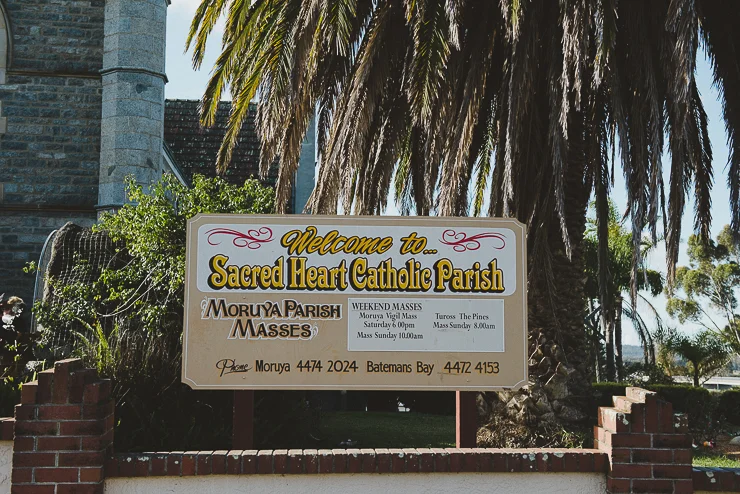 Welcome to...
Sacred Heart Catholic Parish
MORUYA PARISH
MASSES
WEEKEND MASSES
Moruya Vigil Mass
Saturday 6.00pm
Mass Sunday 10.00am
Tuross The Pines
Mass Sunday 8.00am
Phone Moruya 4474 2024 Batemans Bay 4472 4153